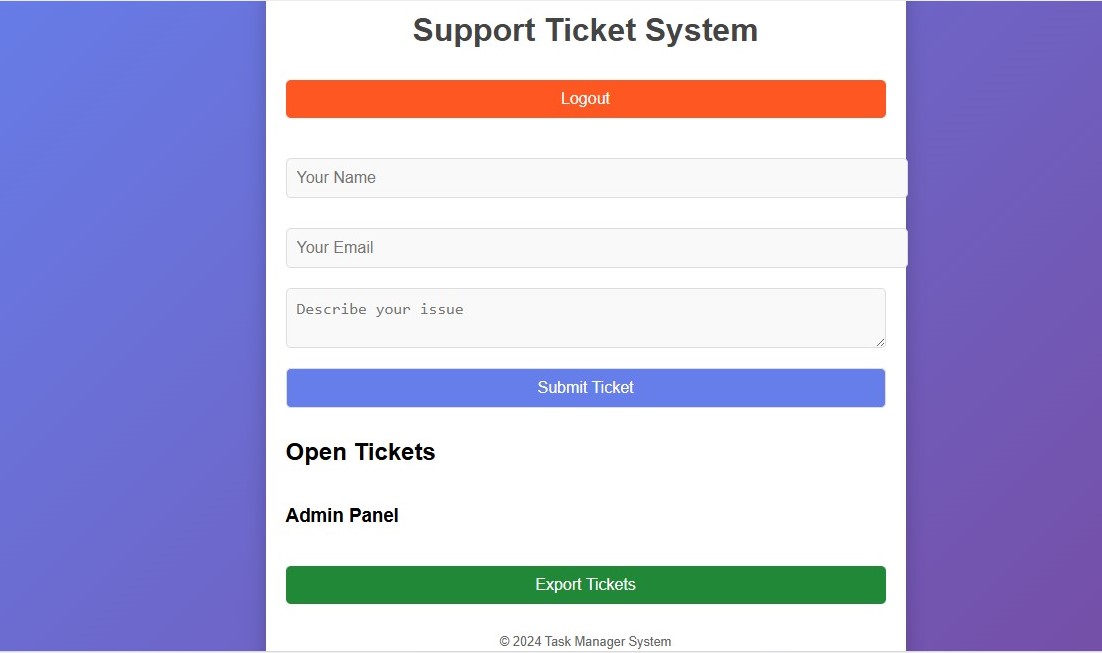 Support Ticket System
Logout
Your Name
Your Email
Describe your issue
Submit Ticket
Open Tickets
Admin Panel
Export Tickets
© 2024 Task Manager System